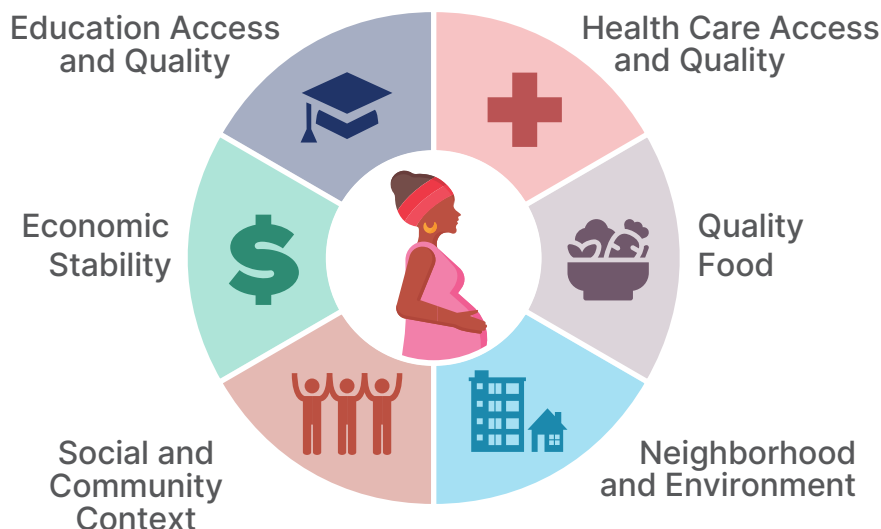 Education Access
and Quality
Health Care Access
and Quality
Economic
Stability
Quality
Food
Social and
Community
Context
Neighborhood
and Environment